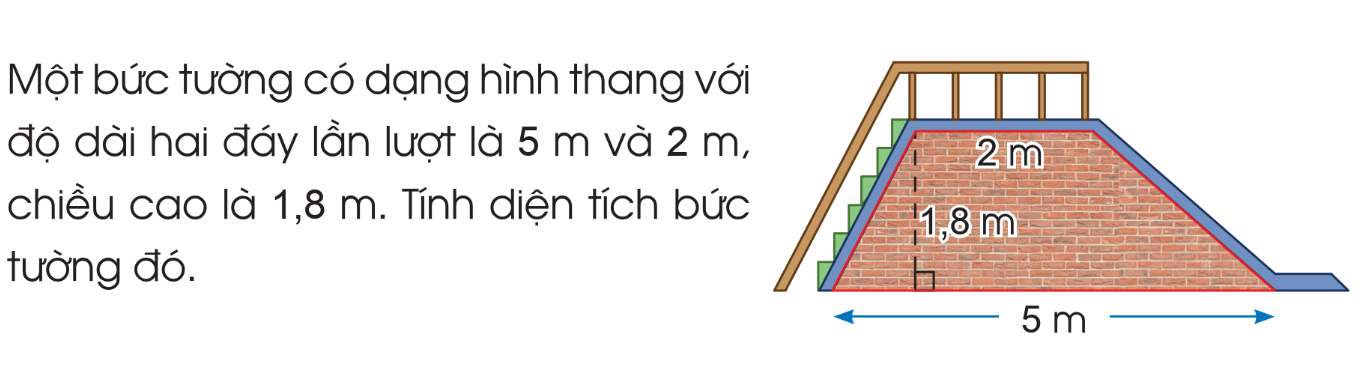 Một bức tường có dạng hình thang với
độ dài hai đáy lần lượt là 5 m và 2 m,
chiều cao là 1,8 m. Tính diện tích bức
tường đó.
2 m
1,8 m
5 m